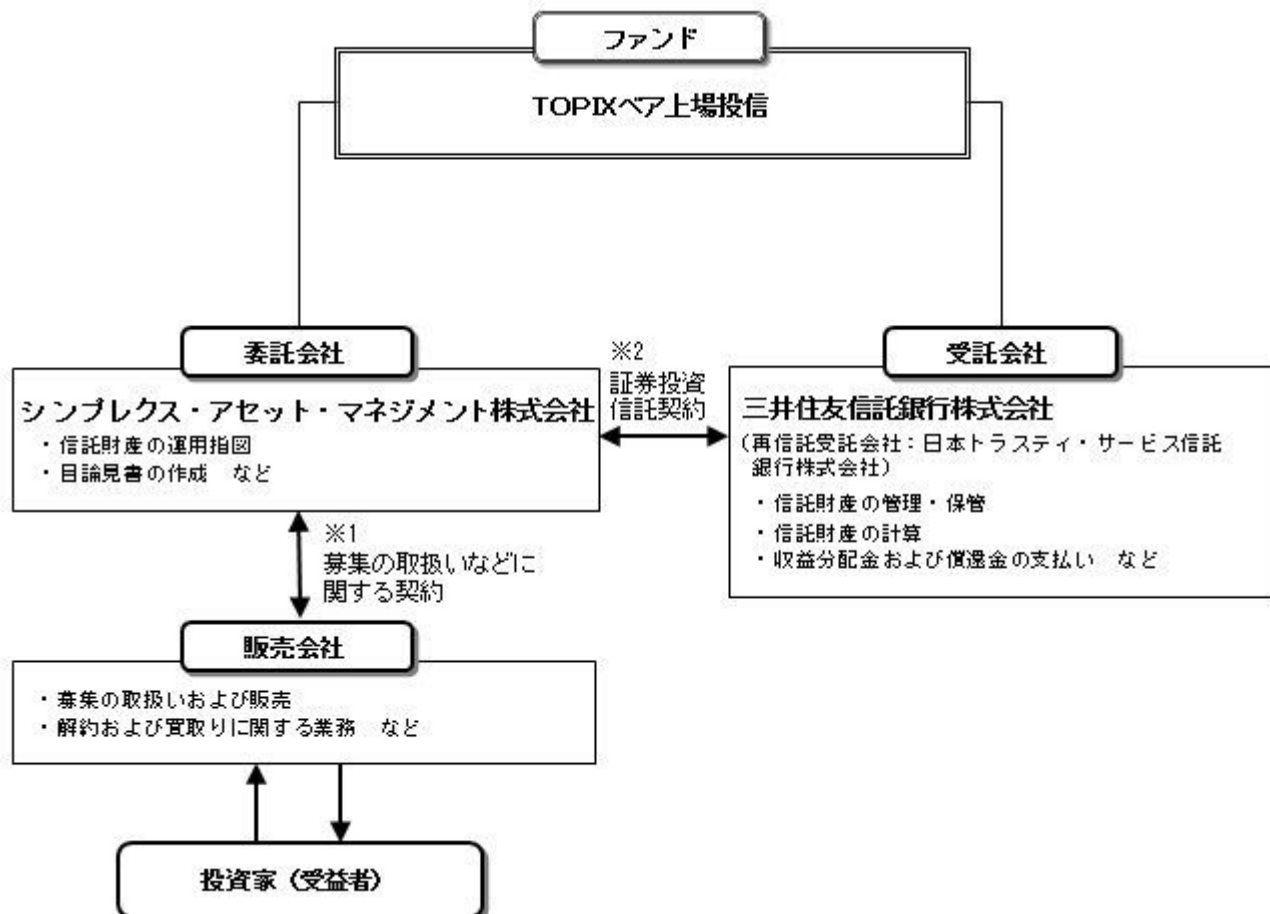 ファンド
TOPIXベア上場投信
委託会社
シンプレクス・アセット・マネジメント株式会社
・信託財産の運用指図
・目論見書の作成　など
※2
証券投資
信託契約
受託会社
三井住友信託銀行株式会社
(再信託受託会社：日本トラスティ・サービス信託
銀行株式会社)
・信託財産の管理・保管
・信託財産の計算
・収益分配金および償還金の支払い　など
※1
募集の取扱いなどに
関する契約
販売会社
・募集の取扱いおよび販売
・解約および買取りに関する業務　など
投資家（受益者）